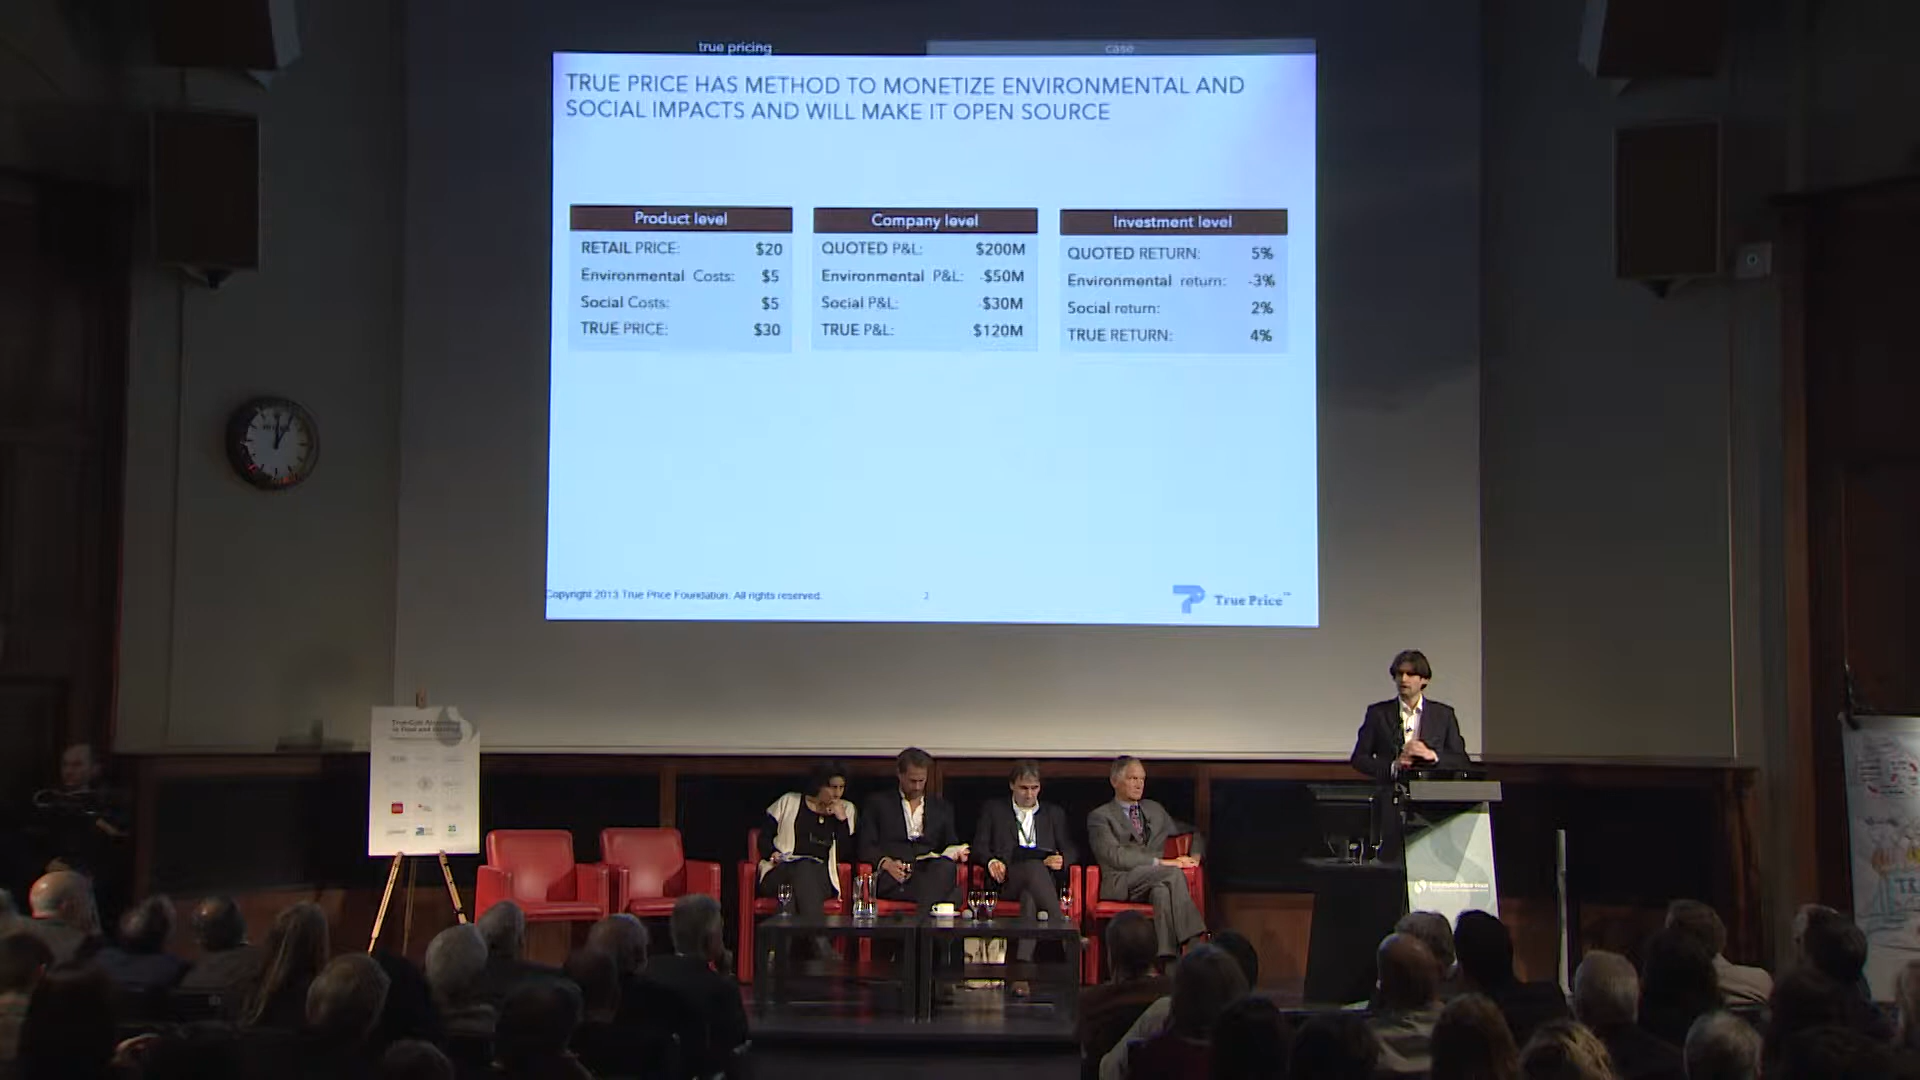 true pricing
case
TRUE PRICE HAS METHOD TO MONETIZE ENVIRONMENTAL AND
SOCIAL IMPACTS AND WILL MAKE IT OPEN SOURCE
Product level
RETAIL PRICE: $20
Environmental Costs: $5
Social Costs: $5
TRUE PRICE: $30
Company level
QUOTED P&L: $200M
Environmental P&L: -$50M
Social P&L: -$30M
TRUE P&L: $120M
Investment level
QUOTED RETURN: 5%
Environmental return: -3%
Social return: 2%
TRUE RETURN: 4%
Copyright 2013 True Price Foundation. All rights reserved.
2
True Price™